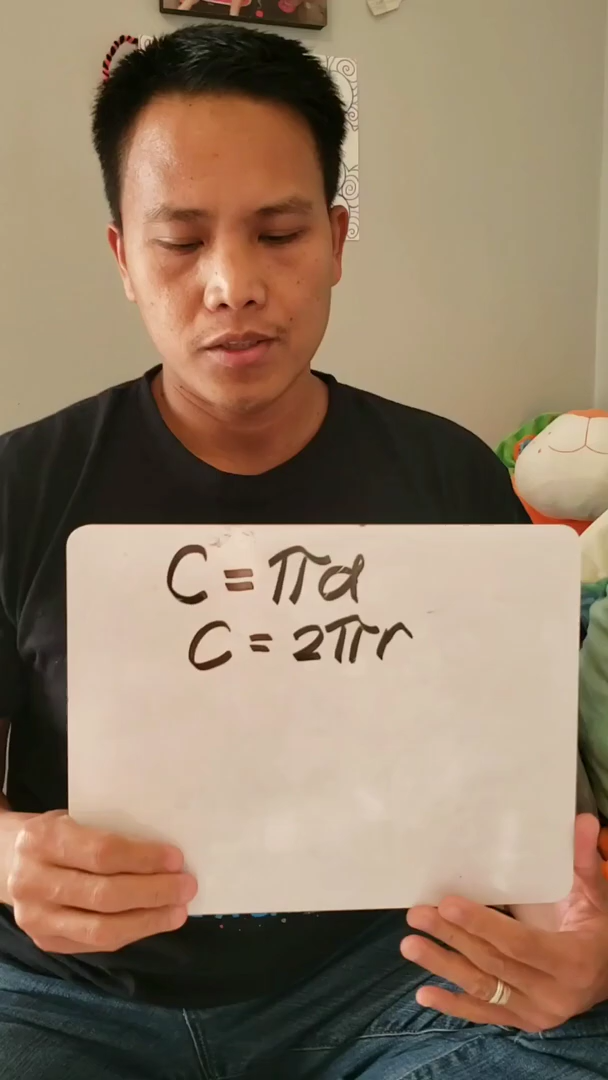 C = πd
C = 2πr